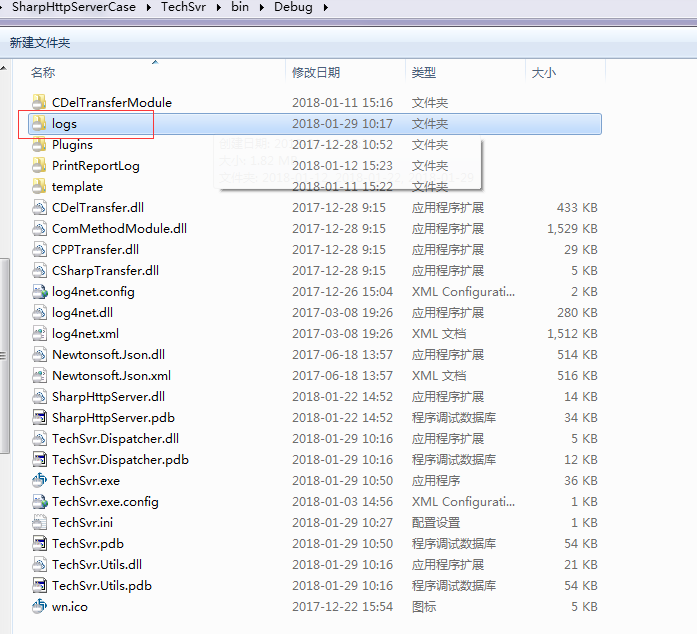 SharpHttpServerCase ▸ TechSvr ▸ bin ▸ Debug ▸
新建文件夹
名称 修改日期 类型 大小
CDelTransferModule 2018-01-11 15:16 文件夹
logs 2018-01-29 10:17 文件夹
Plugins 2017-12-28 10:52 文件夹
PrintReportLog 2018-01-12 15:23 文件夹
template 2018-01-11 15:22 文件夹
CDelTransfer.dll 2017-12-28 9:15 应用程序扩展 433 KB
ComMethodModule.dll 2017-12-28 9:15 应用程序扩展 1,529 KB
CPPTransfer.dll 2017-12-28 9:15 应用程序扩展 29 KB
CSharpTransfer.dll 2017-12-28 9:15 应用程序扩展 5 KB
log4net.config 2017-12-26 15:04 XML Configurati... 2 KB
log4net.dll 2017-03-08 19:26 应用程序扩展 280 KB
log4net.xml 2017-03-08 19:26 XML 文档 1,512 KB
Newtonsoft.Json.dll 2017-06-18 13:57 应用程序扩展 514 KB
Newtonsoft.Json.xml 2017-06-18 13:57 XML 文档 516 KB
SharpHttpServer.dll 2018-01-22 14:52 应用程序扩展 14 KB
SharpHttpServer.pdb 2018-01-22 14:52 程序调试数据库 34 KB
TechSvr.Dispatcher.dll 2018-01-29 10:16 应用程序扩展 5 KB
TechSvr.Dispatcher.pdb 2018-01-29 10:16 程序调试数据库 12 KB
TechSvr.exe 2018-01-29 10:50 应用程序 36 KB
TechSvr.exe.config 2018-01-03 14:56 XML Configurati... 1 KB
TechSvr.ini 2018-01-29 10:27 配置设置 1 KB
TechSvr.pdb 2018-01-29 10:50 程序调试数据库 54 KB
TechSvr.Utils.dll 2018-01-29 10:16 应用程序扩展 21 KB
TechSvr.Utils.pdb 2018-01-29 10:16 程序调试数据库 54 KB
wn.ico 2017-12-22 15:54 图标 5 KB